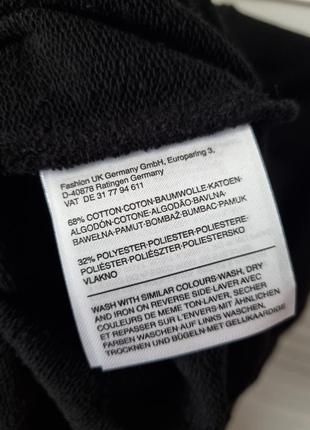 Fashion UK Germany GmbH, Europaring 3,
D-40878 Ratingen Germany
VAT DE 31 77 94 611
68% COTTON-COTON-BAUMWOLLE-KATOEN-
ALGODÓN-COTONE-ALGODÃO-BAVLNA-
BAWEŁNA-PAMUT-BOMBAŽ-BUMBAC-PAMUK
32% POLYESTER-POLIESTER-POLIESTERE-
POLIÉSTER-POLIÉSZTER-POLIESTERSKO
VLAKNO
WASH WITH SIMILAR COLOURS-WASH, DRY
AND IRON ON REVERSE SIDE-LAVER AVEC
COULEURS DE MEME TON-LAVER, SECHER
ET REPASSER SUR L'ENVERS-MIT ÄHNLICHEN
FARBEN WASCHEN-AUF LINKS WASCHEN,
TROCKNEN UND BÜGELN MET GELIJKAARDIGE